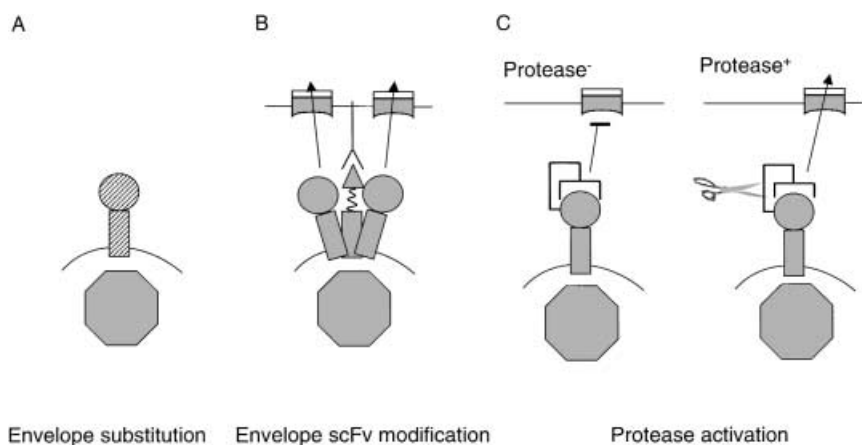 A
B
C
Protease⁻
Protease⁺
Envelope substitution
Envelope scFv modification
Protease activation